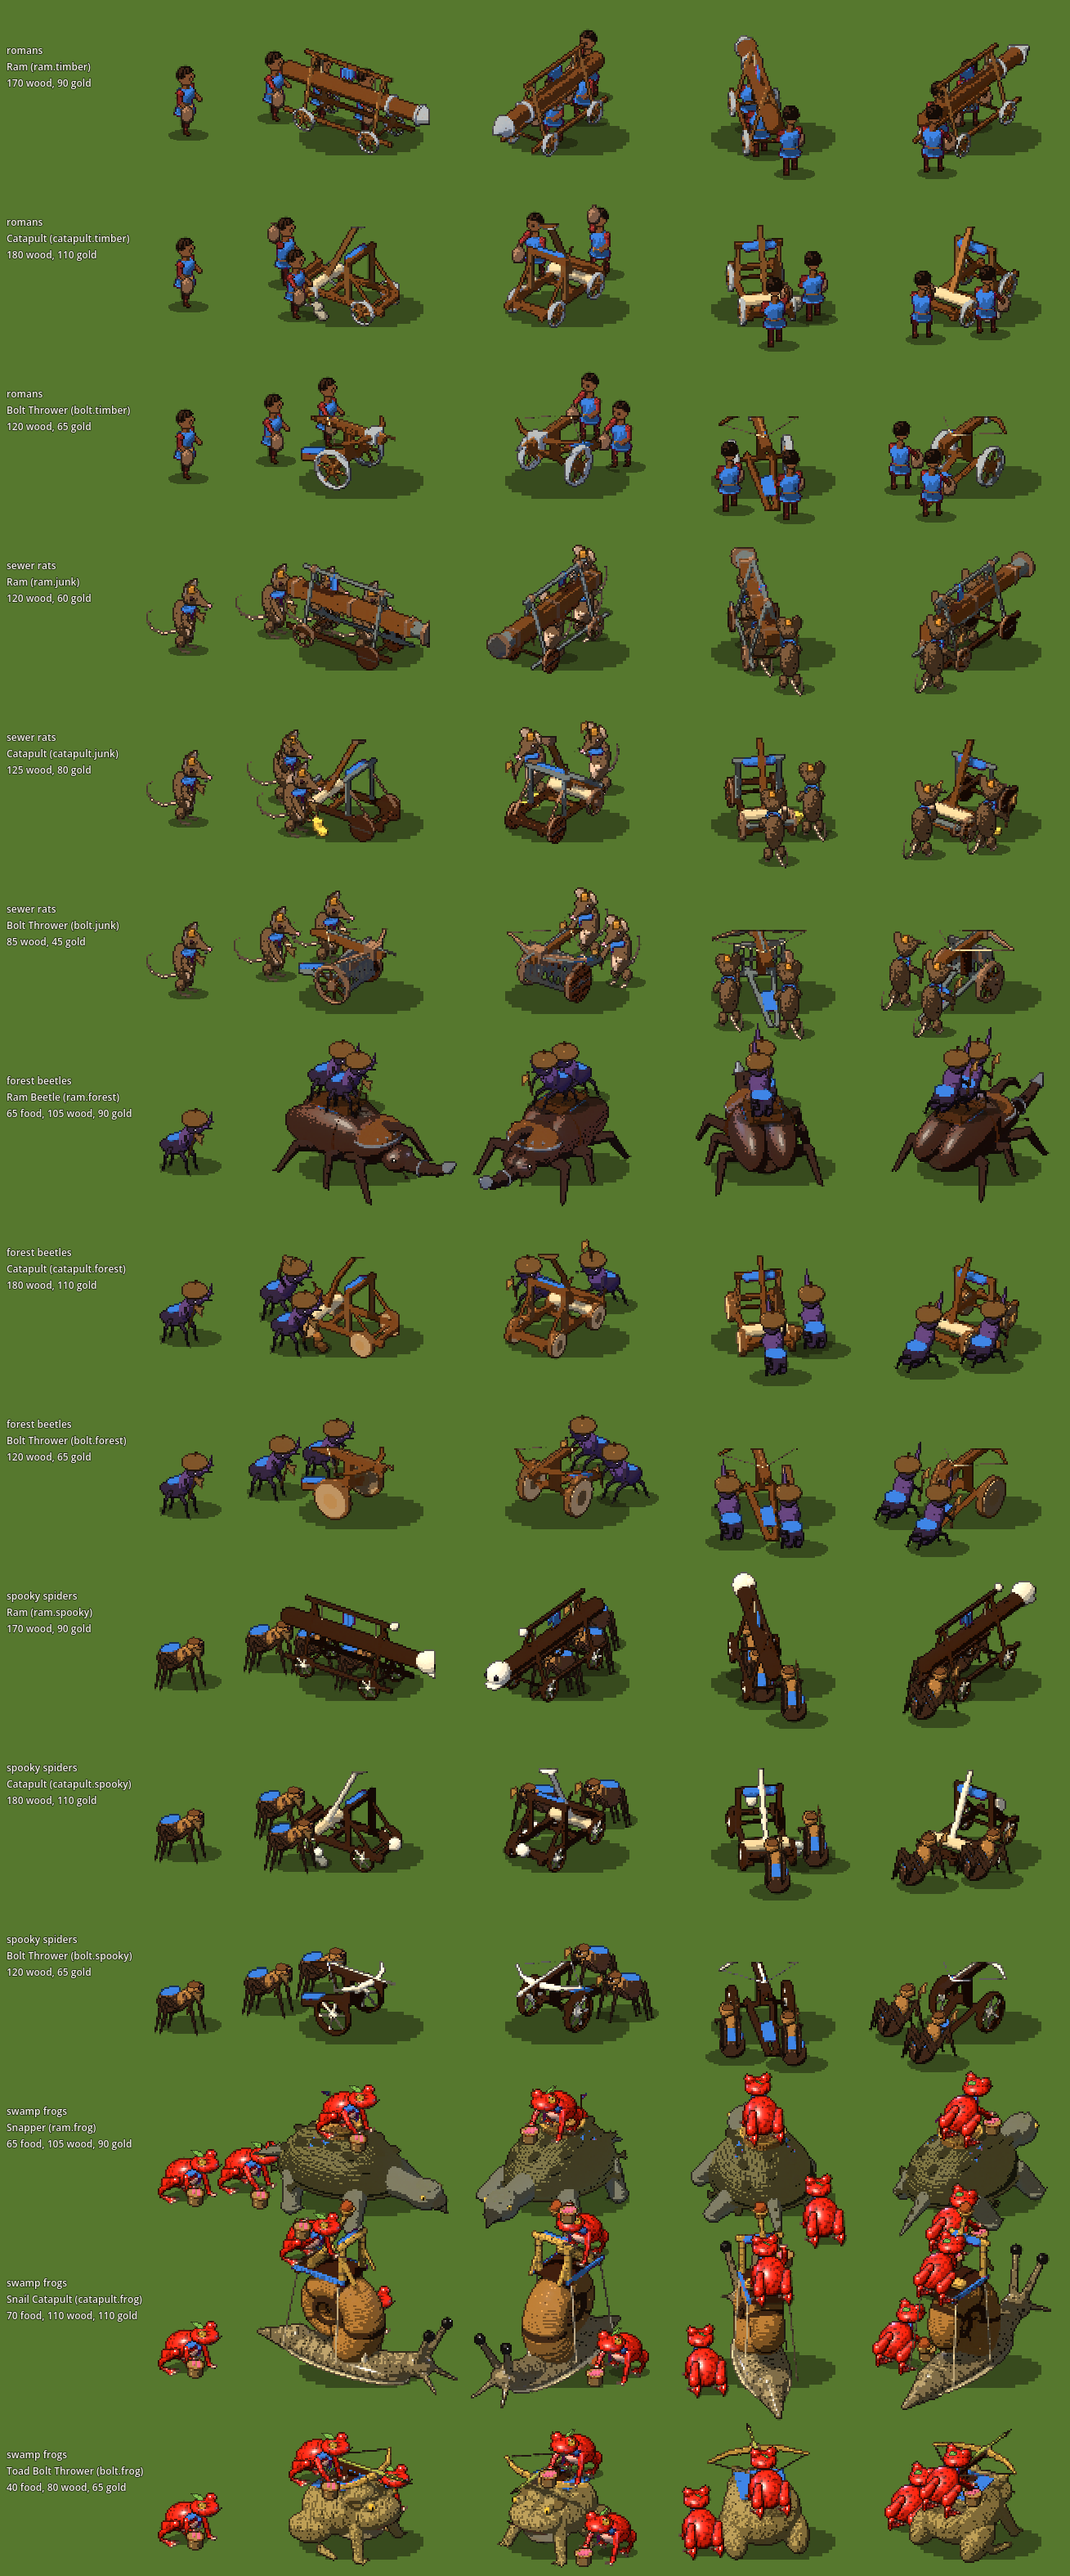 romans
Ram (ram.timber)
170 wood, 90 gold
romans
Catapult (catapult.timber)
180 wood, 110 gold
romans
Bolt Thrower (bolt.timber)
120 wood, 65 gold
sewer rats
Ram (ram.junk)
120 wood, 60 gold
sewer rats
Catapult (catapult.junk)
125 wood, 80 gold
sewer rats
Bolt Thrower (bolt.junk)
85 wood, 45 gold
forest beetles
Ram Beetle (ram.forest)
65 food, 105 wood, 90 gold
forest beetles
Catapult (catapult.forest)
180 wood, 110 gold
forest beetles
Bolt Thrower (bolt.forest)
120 wood, 65 gold
spooky spiders
Ram (ram.spooky)
170 wood, 90 gold
spooky spiders
Catapult (catapult.spooky)
180 wood, 110 gold
spooky spiders
Bolt Thrower (bolt.spooky)
120 wood, 65 gold
swamp frogs
Snapper (ram.frog)
65 food, 105 wood, 90 gold
swamp frogs
Snail Catapult (catapult.frog)
70 food, 110 wood, 110 gold
swamp frogs
Toad Bolt Thrower (bolt.frog)
40 food, 80 wood, 65 gold